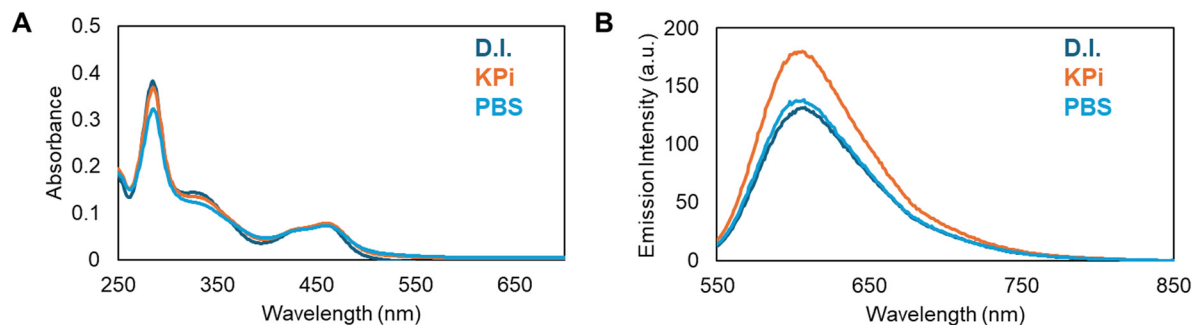 A
0.5
0.4
0.3
0.2
0.1
0
Absorbance
250
350
450
550
650
Wavelength (nm)
D.I.
KPi
PBS
B
200
150
100
50
0
Emission Intensity (a.u.)
550
650
750
850
Wavelength (nm)
D.I.
KPi
PBS